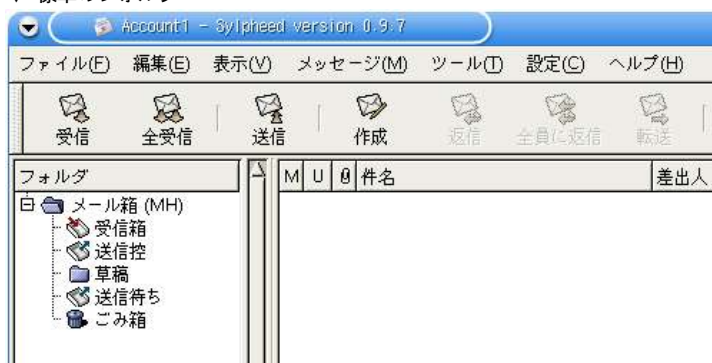 Account1 - Sylpheed version 0.9.7
ファイル(F) 編集(E) 表示(V) メッセージ(M) ツール(T) 設定(C) ヘルプ(H)
受信 全受信 送信 作成 返信 全員に返信 転送
フォルダ M U 件名 差出人
メール箱 (MH)
受信箱
送信控
草稿
送信待ち
ごみ箱